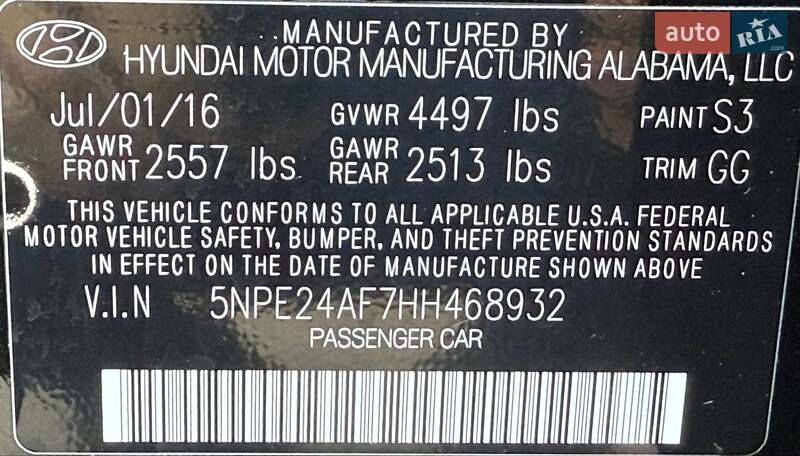 MANUFACTURED BY
HYUNDAI MOTOR MANUFACTURING ALABAMA, LLC
Jul/01/16 GVWR 4497 lbs PAINT S3
GAWR FRONT 2557 lbs GAWR REAR 2513 lbs TRIM GG
THIS VEHICLE CONFORMS TO ALL APPLICABLE U.S.A. FEDERAL
MOTOR VEHICLE SAFETY, BUMPER, AND THEFT PREVENTION STANDARDS
IN EFFECT ON THE DATE OF MANUFACTURE SHOWN ABOVE
V.I.N 5NPE24AF7HH468932
PASSENGER CAR
auto RIA.com